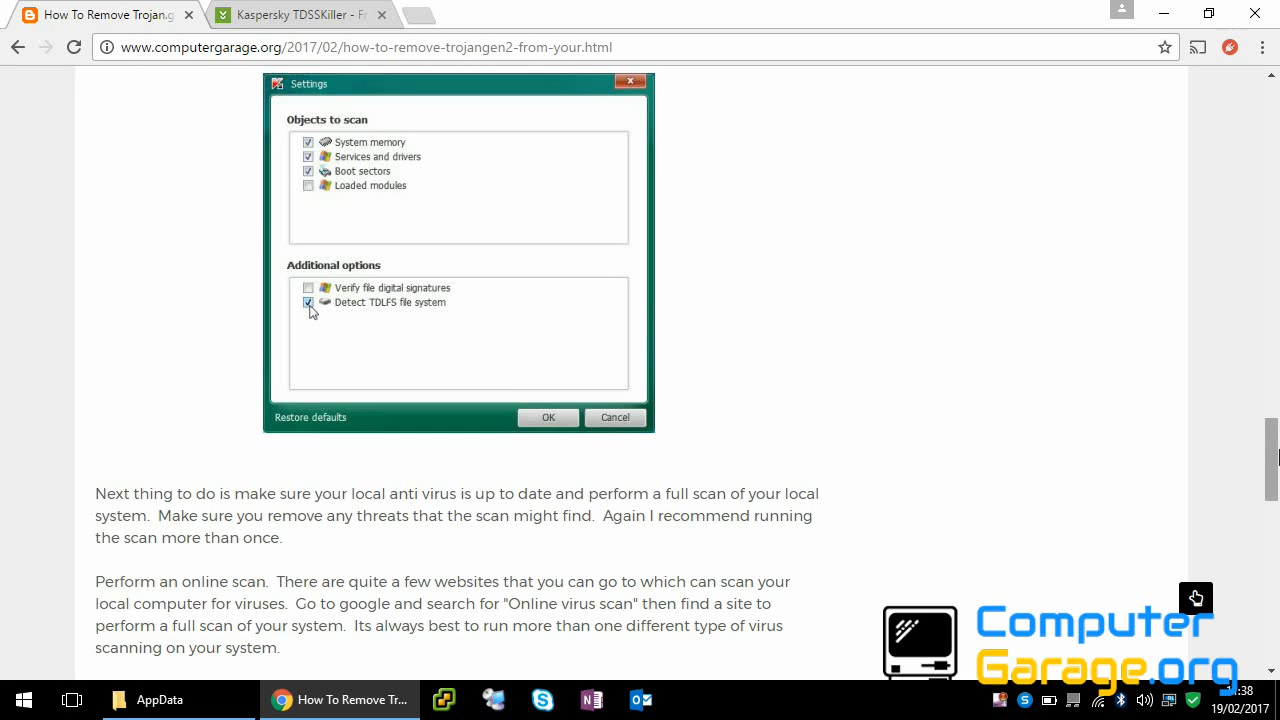 How To Remove Trojan.g
Kaspersky TDSSKiller - Fr
www.computergarage.org/2017/02/how-to-remove-trojangen2-from-your.html
Settings
Objects to scan
System memory
Services and drivers
Boot sectors
Loaded modules
Additional options
Verify file digital signatures
Detect TDLFS file system
Restore defaults
OK
Cancel
Next thing to do is make sure your local anti virus is up to date and perform a full scan of your local
system.  Make sure you remove any threats that the scan might find.  Again I recommend running
the scan more than once.
Perform an online scan.  There are quite a few websites that you can go to which can scan your
local computer for viruses.  Go to google and search for "Online virus scan" then find a site to
perform a full scan of your system.  Its always best to run more than one different type of virus
scanning on your system.
Computer
Garage.org
AppData
How To Remove Tr...
:38
19/02/2017